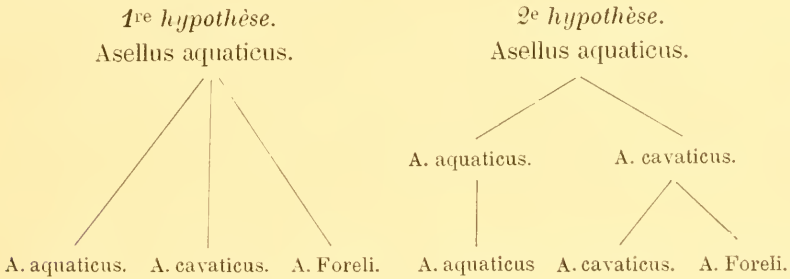 1re hypothèse.
Asellus aquaticus.
A. aquaticus. A. cavaticus. A. Foreli.
2e hypothèse.
Asellus aquaticus.
A. aquaticus. A. cavaticus.
A. aquaticus A. cavaticus. A. Foreli.